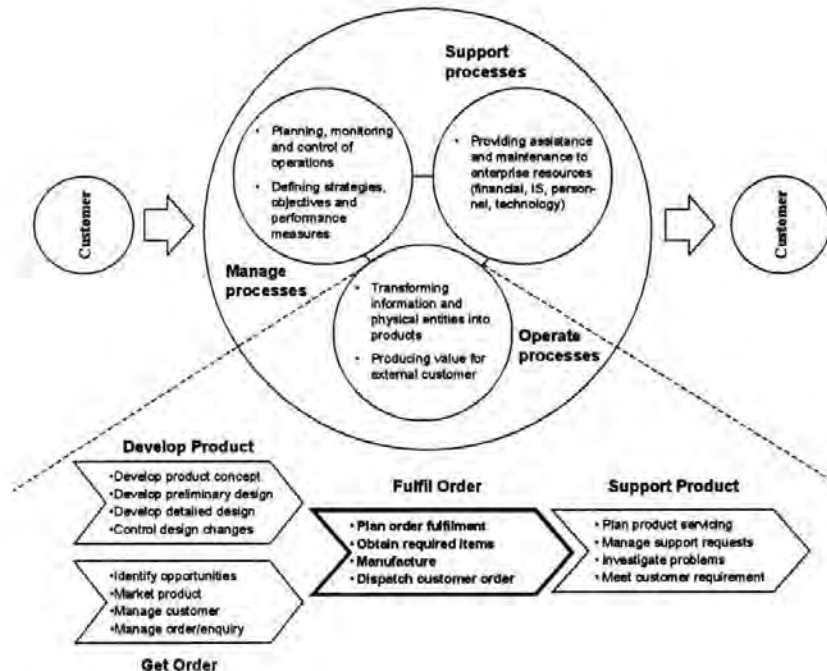 Support
processes
• Planning, monitoring
and control of
operations
• Defining strategies,
objectives and
performance
measures
• Providing assistance
and maintenance to
enterprise resources
(financial, IS, person-
nel, technology)
Customer
Customer
Manage
processes
• Transforming
information and
physical entities into
products
• Producing value for
external customer
Operate
processes
Develop Product
•Develop product concept
•Develop preliminary design
•Develop detailed design
•Control design changes
Fulfil Order
•Plan order fulfilment
•Obtain required items
•Manufacture
•Dispatch customer order
Support Product
•Plan product servicing
•Manage support requests
•Investigate problems
•Meet customer requirement
•Identify opportunities
•Market product
•Manage customer
•Manage order/enquiry
Get Order